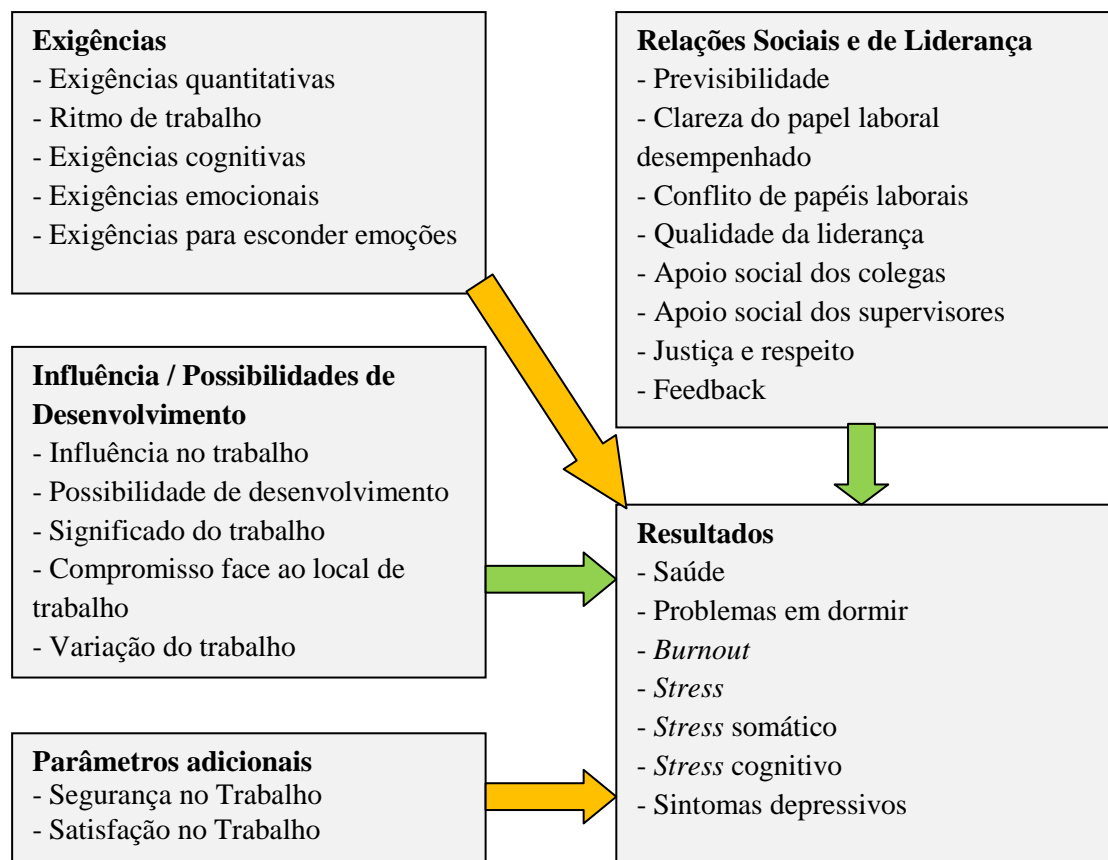 Exigências
- Exigências quantitativas
- Ritmo de trabalho
- Exigências cognitivas
- Exigências emocionais
- Exigências para esconder emoções
Relações Sociais e de Liderança
- Previsibilidade
- Clareza do papel laboral
desempenhado
- Conflito de papéis laborais
- Qualidade da liderança
- Apoio social dos colegas
- Apoio social dos supervisores
- Justiça e respeito
- Feedback
Influência / Possibilidades de
Desenvolvimento
- Influência no trabalho
- Possibilidade de desenvolvimento
- Significado do trabalho
- Compromisso face ao local de
trabalho
- Variação do trabalho
Resultados
- Saúde
- Problemas em dormir
- Burnout
- Stress
- Stress somático
- Stress cognitivo
- Sintomas depressivos
Parâmetros adicionais
- Segurança no Trabalho
- Satisfação no Trabalho